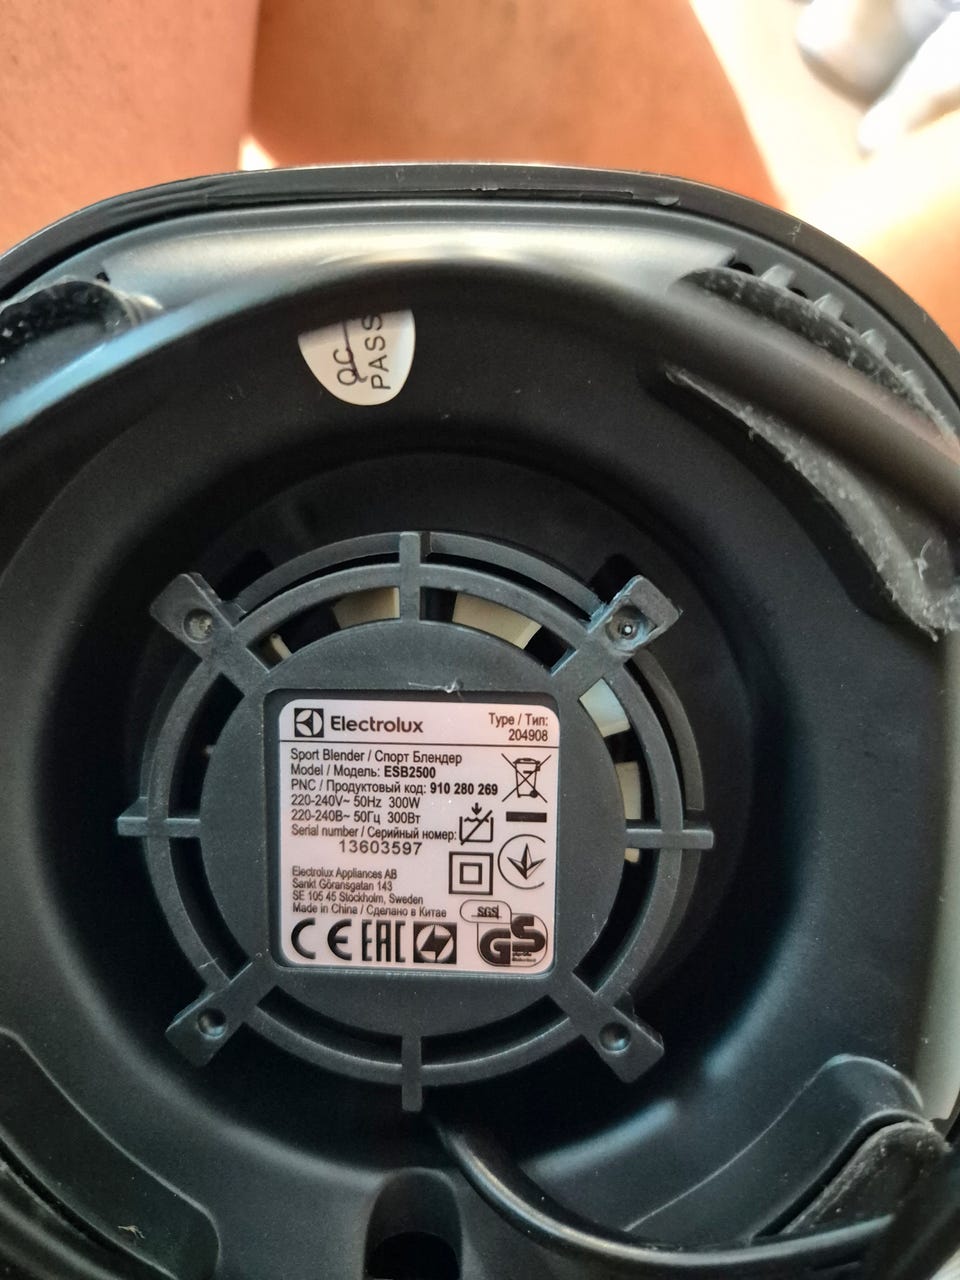 QC
PASS
Electrolux
Type / Тип:
204908
Sport Blender / Спорт Блендер
Model / Модель: ESB2500
PNC / Продуктовый код: 910 280 269
220-240V~ 50Hz 300W
220-240В~ 50Гц 300Вт
Serial number / Серийный номер:
13603597
Electrolux Appliances AB
Sankt Göransgatan 143
SE 105 45 Stockholm, Sweden
Made in China / Сделано в Китае
CE EAC
SGS
GS